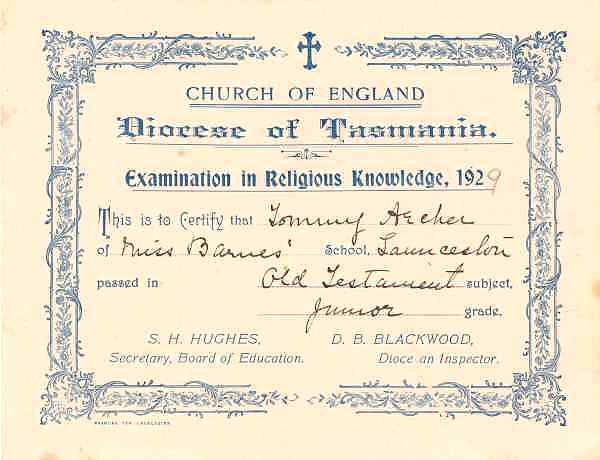 CHURCH OF ENGLAND
Diocese of Tasmania.
Examination in Religious Knowledge, 1929
This is to Certify that Tommy Archer
of Miss Barnes' School, Launceston
passed in Old Testament subject,
Junior grade.
S. H. HUGHES, D. B. BLACKWOOD,
Secretary, Board of Education. Dioce an Inspector.